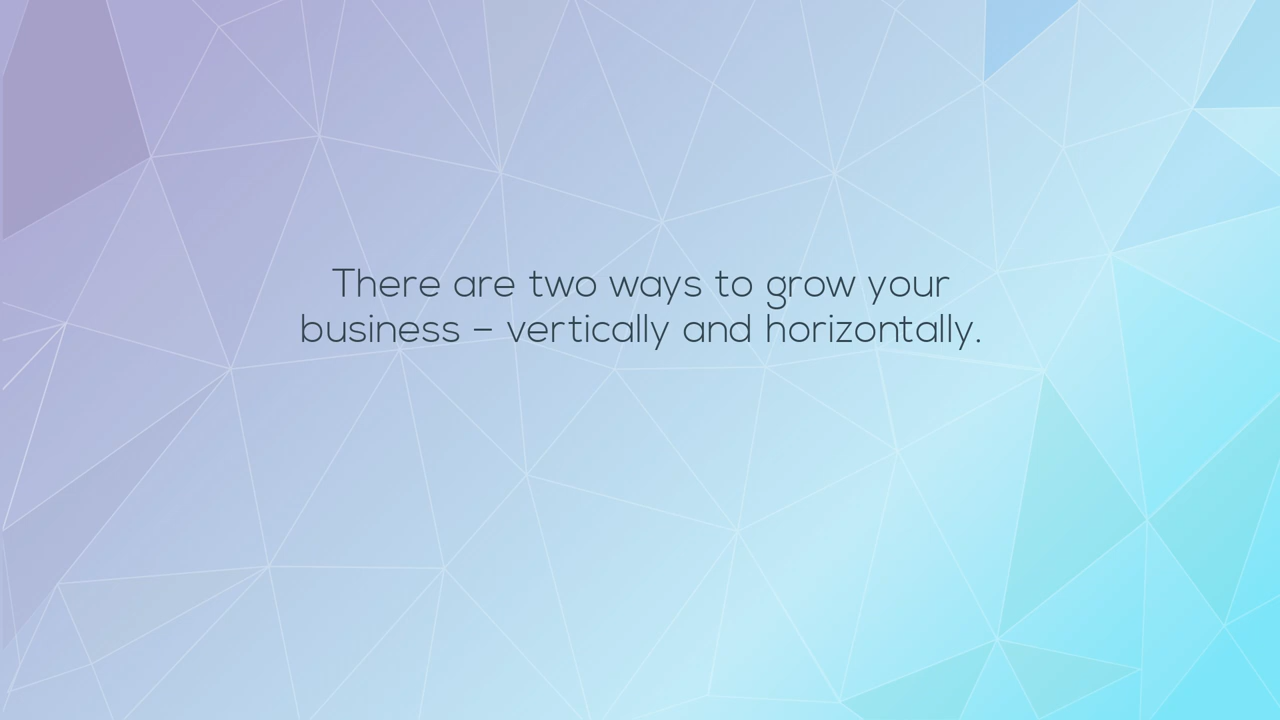 There are two ways to grow your
business – vertically and horizontally.